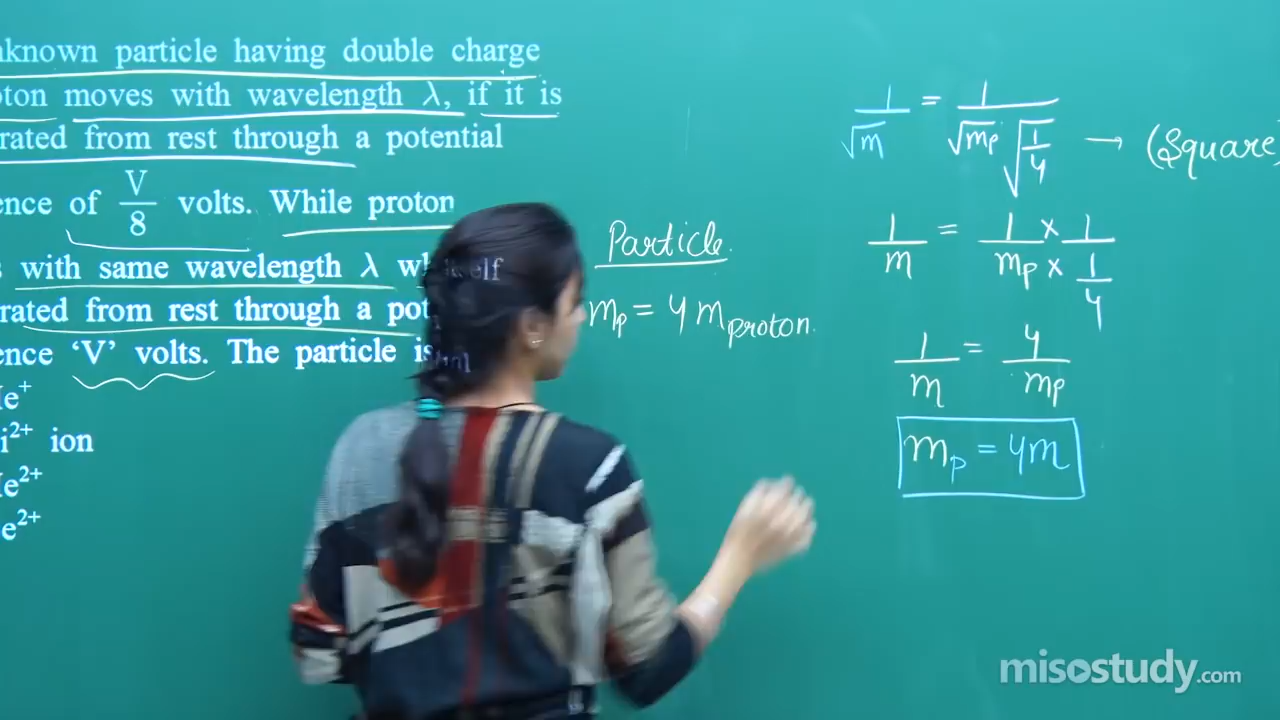 nknown particle having double charge
oton moves with wavelength λ, if it is
rated from rest through a potential
ence of V/8 volts. While proton
s with same wavelength λ w itself
rated from rest through a pot
ence 'V' volts. The particle is
e⁺
i²⁺ ion
e²⁺
e²⁺
Particle.
mₚ = 4 m proton.
1/√m = 1/(√mp √(1/4)) → (Square
1/m = 1/mp × 1/(1/4)
1/m = 4/mp
mp = 4m
misostudy.com